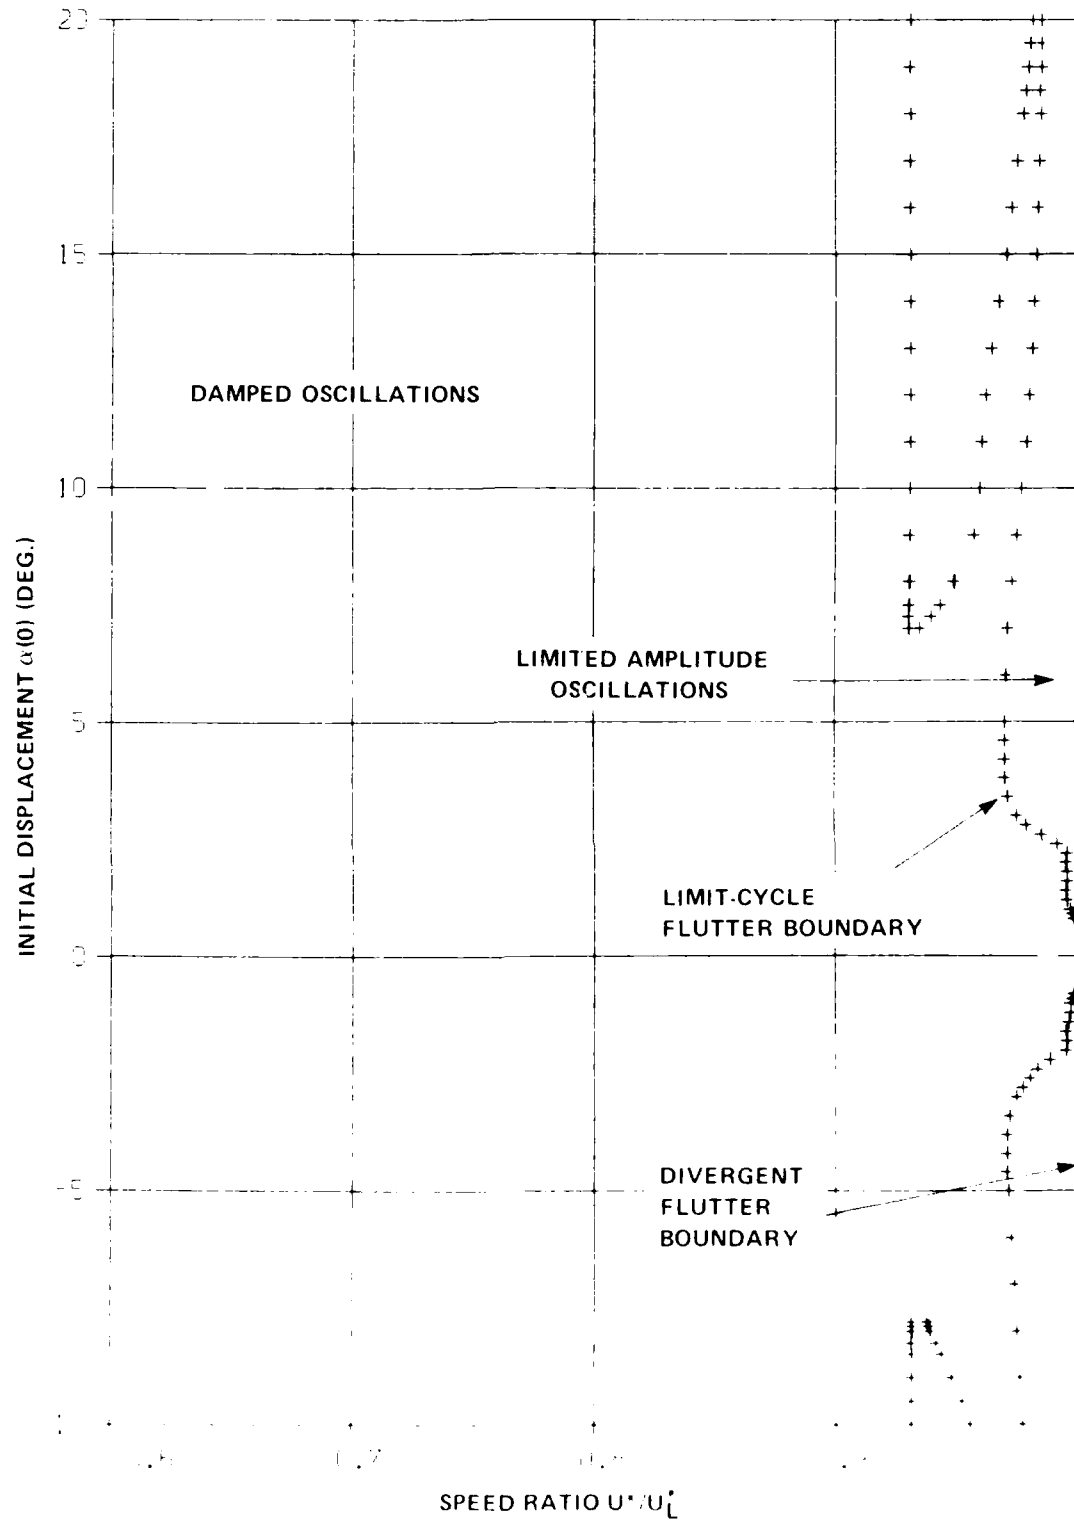 20
15
DAMPED OSCILLATIONS
10
INITIAL DISPLACEMENT α(0) (DEG.)
LIMITED AMPLITUDE
OSCILLATIONS
5
LIMIT-CYCLE
FLUTTER BOUNDARY
0
DIVERGENT
FLUTTER
BOUNDARY
-5
SPEED RATIO U*/U*L